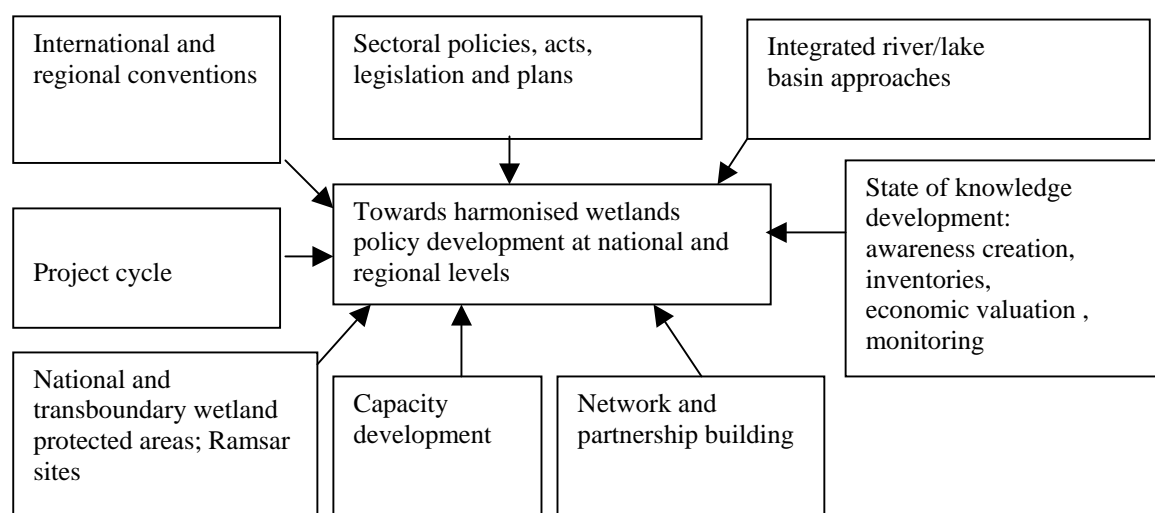 International and
regional conventions
Sectoral policies, acts,
legislation and plans
Integrated river/lake
basin approaches
Towards harmonised wetlands
policy development at national and
regional levels
State of knowledge
development:
awareness creation,
inventories,
economic valuation ,
monitoring
Project cycle
National and
transboundary wetland
protected areas; Ramsar
sites
Capacity
development
Network and
partnership building